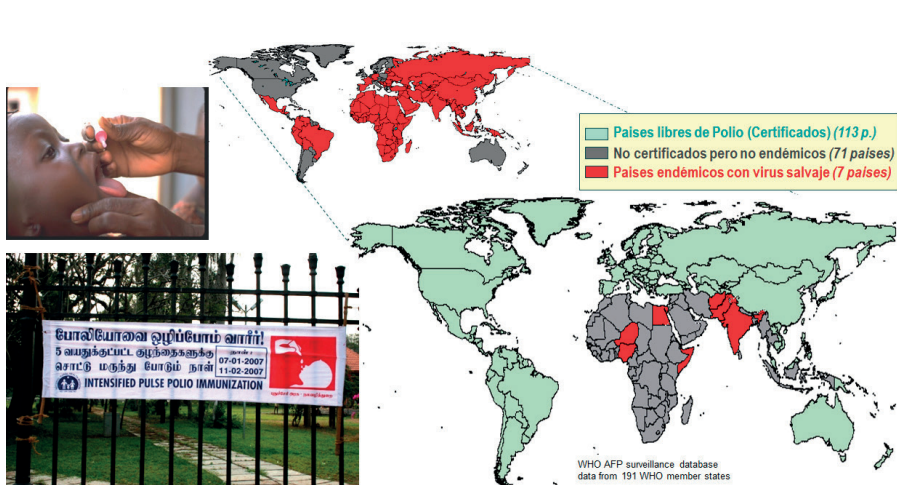 Paises libres de Polio (Certificados) (113 p.)
No certificados pero no endémicos (71 paises)
Paises endémicos con virus salvaje (7 paises)
போலியோவை ஒழிப்போம் வாரீர்!
5 வயதுக்குட்பட்ட குழந்தைகளுக்கு
சொட்டு மருந்து போடும் நாள்
நாள் :
07-01-2007
11-02-2007
INTENSIFIED PULSE POLIO IMMUNIZATION
WHO AFP surveillance database
data from 191 WHO member states